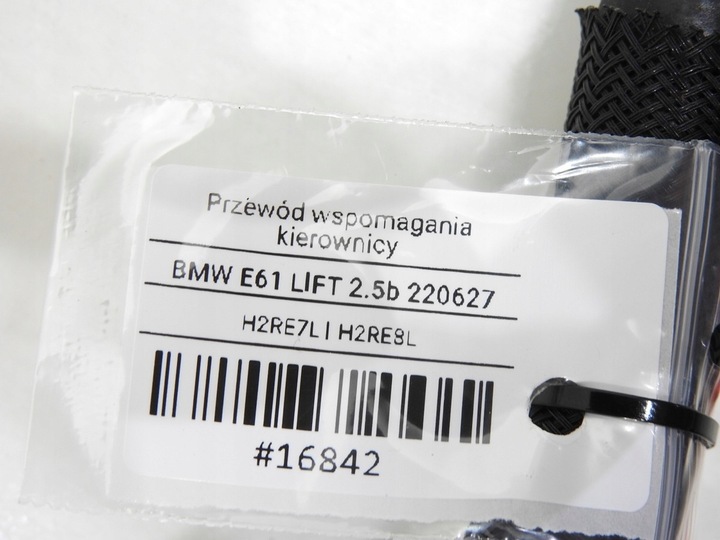 Przewód wspomagania
kierownicy
BMW E61 LIFT 2.5b 220627
H2RE7L | H2RE8L
#16842